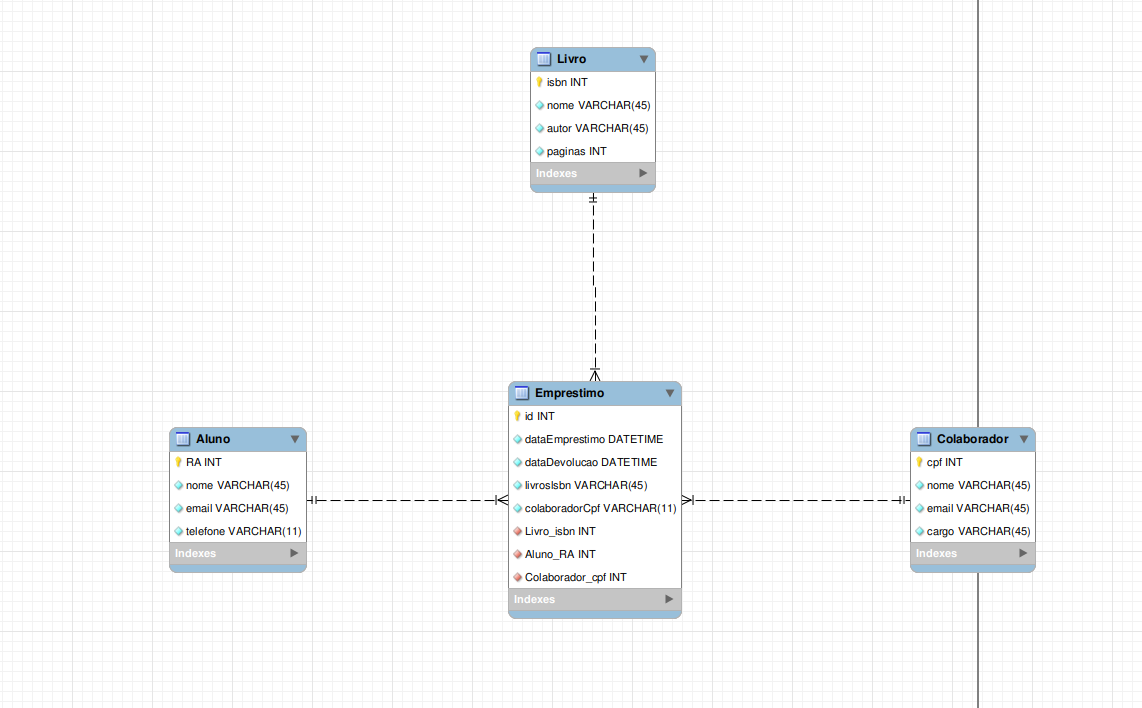 Livro
isbn INT
nome VARCHAR(45)
autor VARCHAR(45)
paginas INT
Indexes
Emprestimo
id INT
dataEmprestimo DATETIME
dataDevolucao DATETIME
livrosIsbn VARCHAR(45)
colaboradorCpf VARCHAR(11)
Livro_isbn INT
Aluno_RA INT
Colaborador_cpf INT
Indexes
Aluno
RA INT
nome VARCHAR(45)
email VARCHAR(45)
telefone VARCHAR(11)
Indexes
Colaborador
cpf INT
nome VARCHAR(45)
email VARCHAR(45)
cargo VARCHAR(45)
Indexes